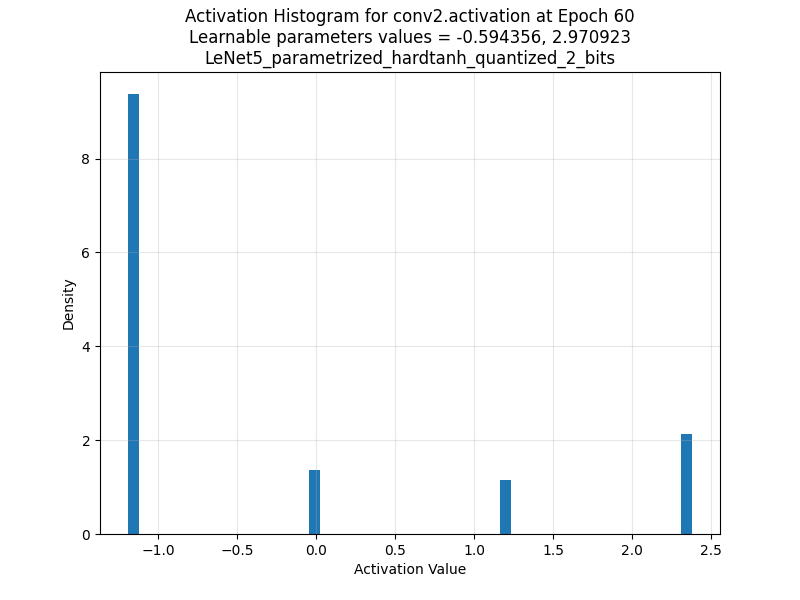 Activation Histogram for conv2.activation at Epoch 60
Learnable parameters values = -0.594356, 2.970923
LeNet5_parametrized_hardtanh_quantized_2_bits
Density
8
6
4
2
0
−1.0 −0.5 0.0 0.5 1.0 1.5 2.0 2.5
Activation Value